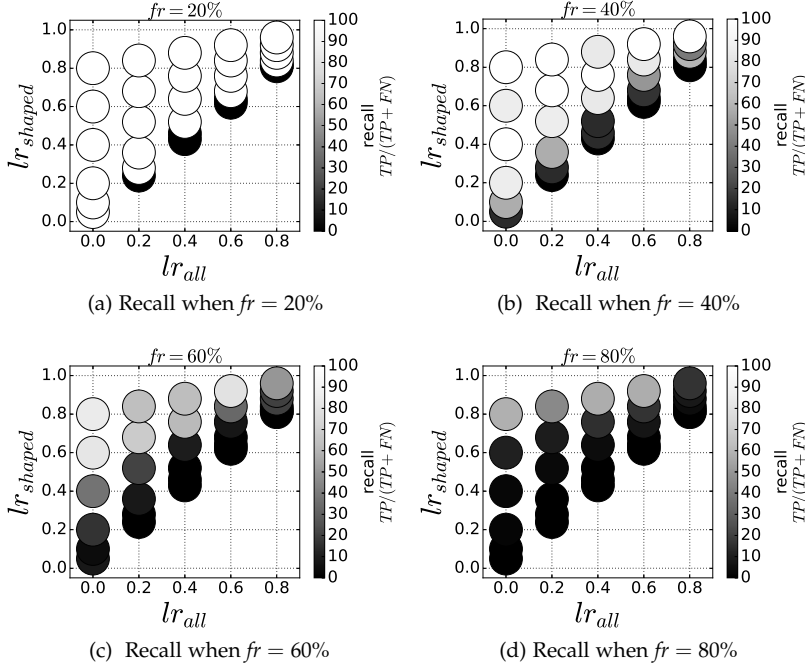 fr = 20%
1.0
0.8
0.6
0.4
0.2
0.0
lr_shaped
0.0 0.2 0.4 0.6 0.8
lr_all
100
90
80
70
60
50
40
30
20
10
0
recall
TP/(TP + FN)
(a) Recall when fr = 20%
fr = 40%
1.0
0.8
0.6
0.4
0.2
0.0
lr_shaped
0.0 0.2 0.4 0.6 0.8
lr_all
100
90
80
70
60
50
40
30
20
10
0
recall
TP/(TP + FN)
(b) Recall when fr = 40%
fr = 60%
1.0
0.8
0.6
0.4
0.2
0.0
lr_shaped
0.0 0.2 0.4 0.6 0.8
lr_all
100
90
80
70
60
50
40
30
20
10
0
recall
TP/(TP + FN)
(c) Recall when fr = 60%
fr = 80%
1.0
0.8
0.6
0.4
0.2
0.0
lr_shaped
0.0 0.2 0.4 0.6 0.8
lr_all
100
90
80
70
60
50
40
30
20
10
0
recall
TP/(TP + FN)
(d) Recall when fr = 80%